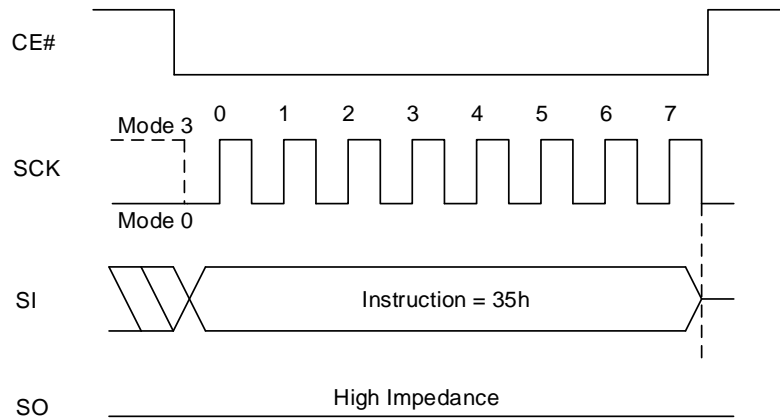 CE#
0 1 2 3 4 5 6 7
Mode 3
SCK
Mode 0
SI
Instruction = 35h
High Impedance
SO